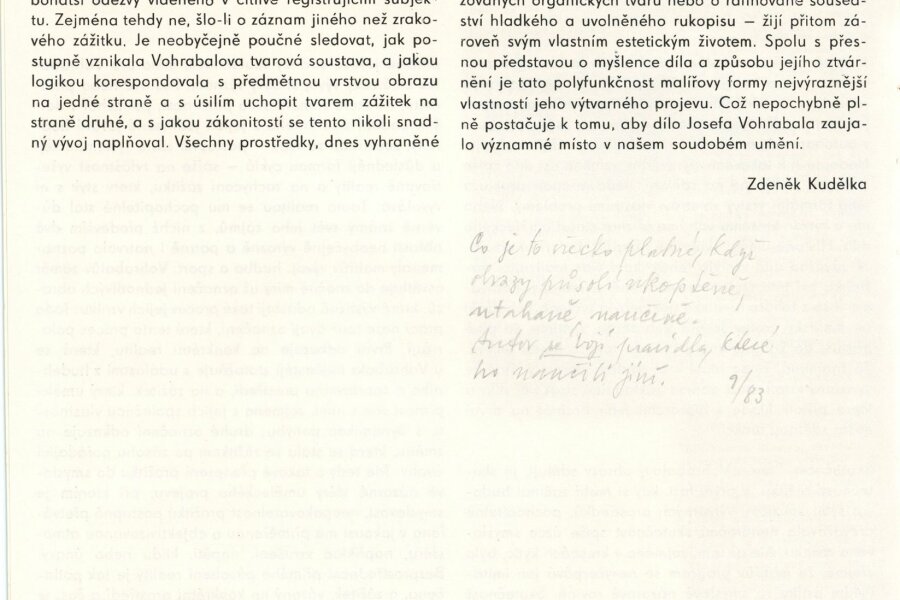 bohatší odezvy viděného v citlivě registrujícím subjek-
tu. Zejména tehdy ne, šlo-li o záznam jiného než zrako-
vého zážitku. Je neobyčejně poučné sledovat, jak po-
stupně vznikala Vohrabalova tvarová soustava, a jakou
logikou korespondovala s předmětnou vrstvou obrazu
na jedné straně a s úsilím uchopit tvarem zážitek na
straně druhé, a s jakou zákonitostí se tento nikoli snad-
ný vývoj naplňoval. Všechny prostředky, dnes vyhraněné
zovaných organických tvarů nebo o rafinované souseds-
ství hladkého a uvolněného rukopisu — žijí přitom zá-
roveň svým vlastním estetickým životem. Spolu s přes-
nou představou o myšlence díla a způsobu jejího ztvár-
nění je tato polyfunkčnost malířovy formy nejvýraznější
vlastností jeho výtvarného projevu. Což nepochybně pl-
ně postačuje k tomu, aby dílo Josefa Vohrabala zauja-
lo významné místo v našem soudobém umění.
Zdeněk Kudělka
Co je to všecko platné, když
obrazy působí
utahaně, naučeně.
Autor se bojí pravidla, které
ho naučili jiní.
9/83